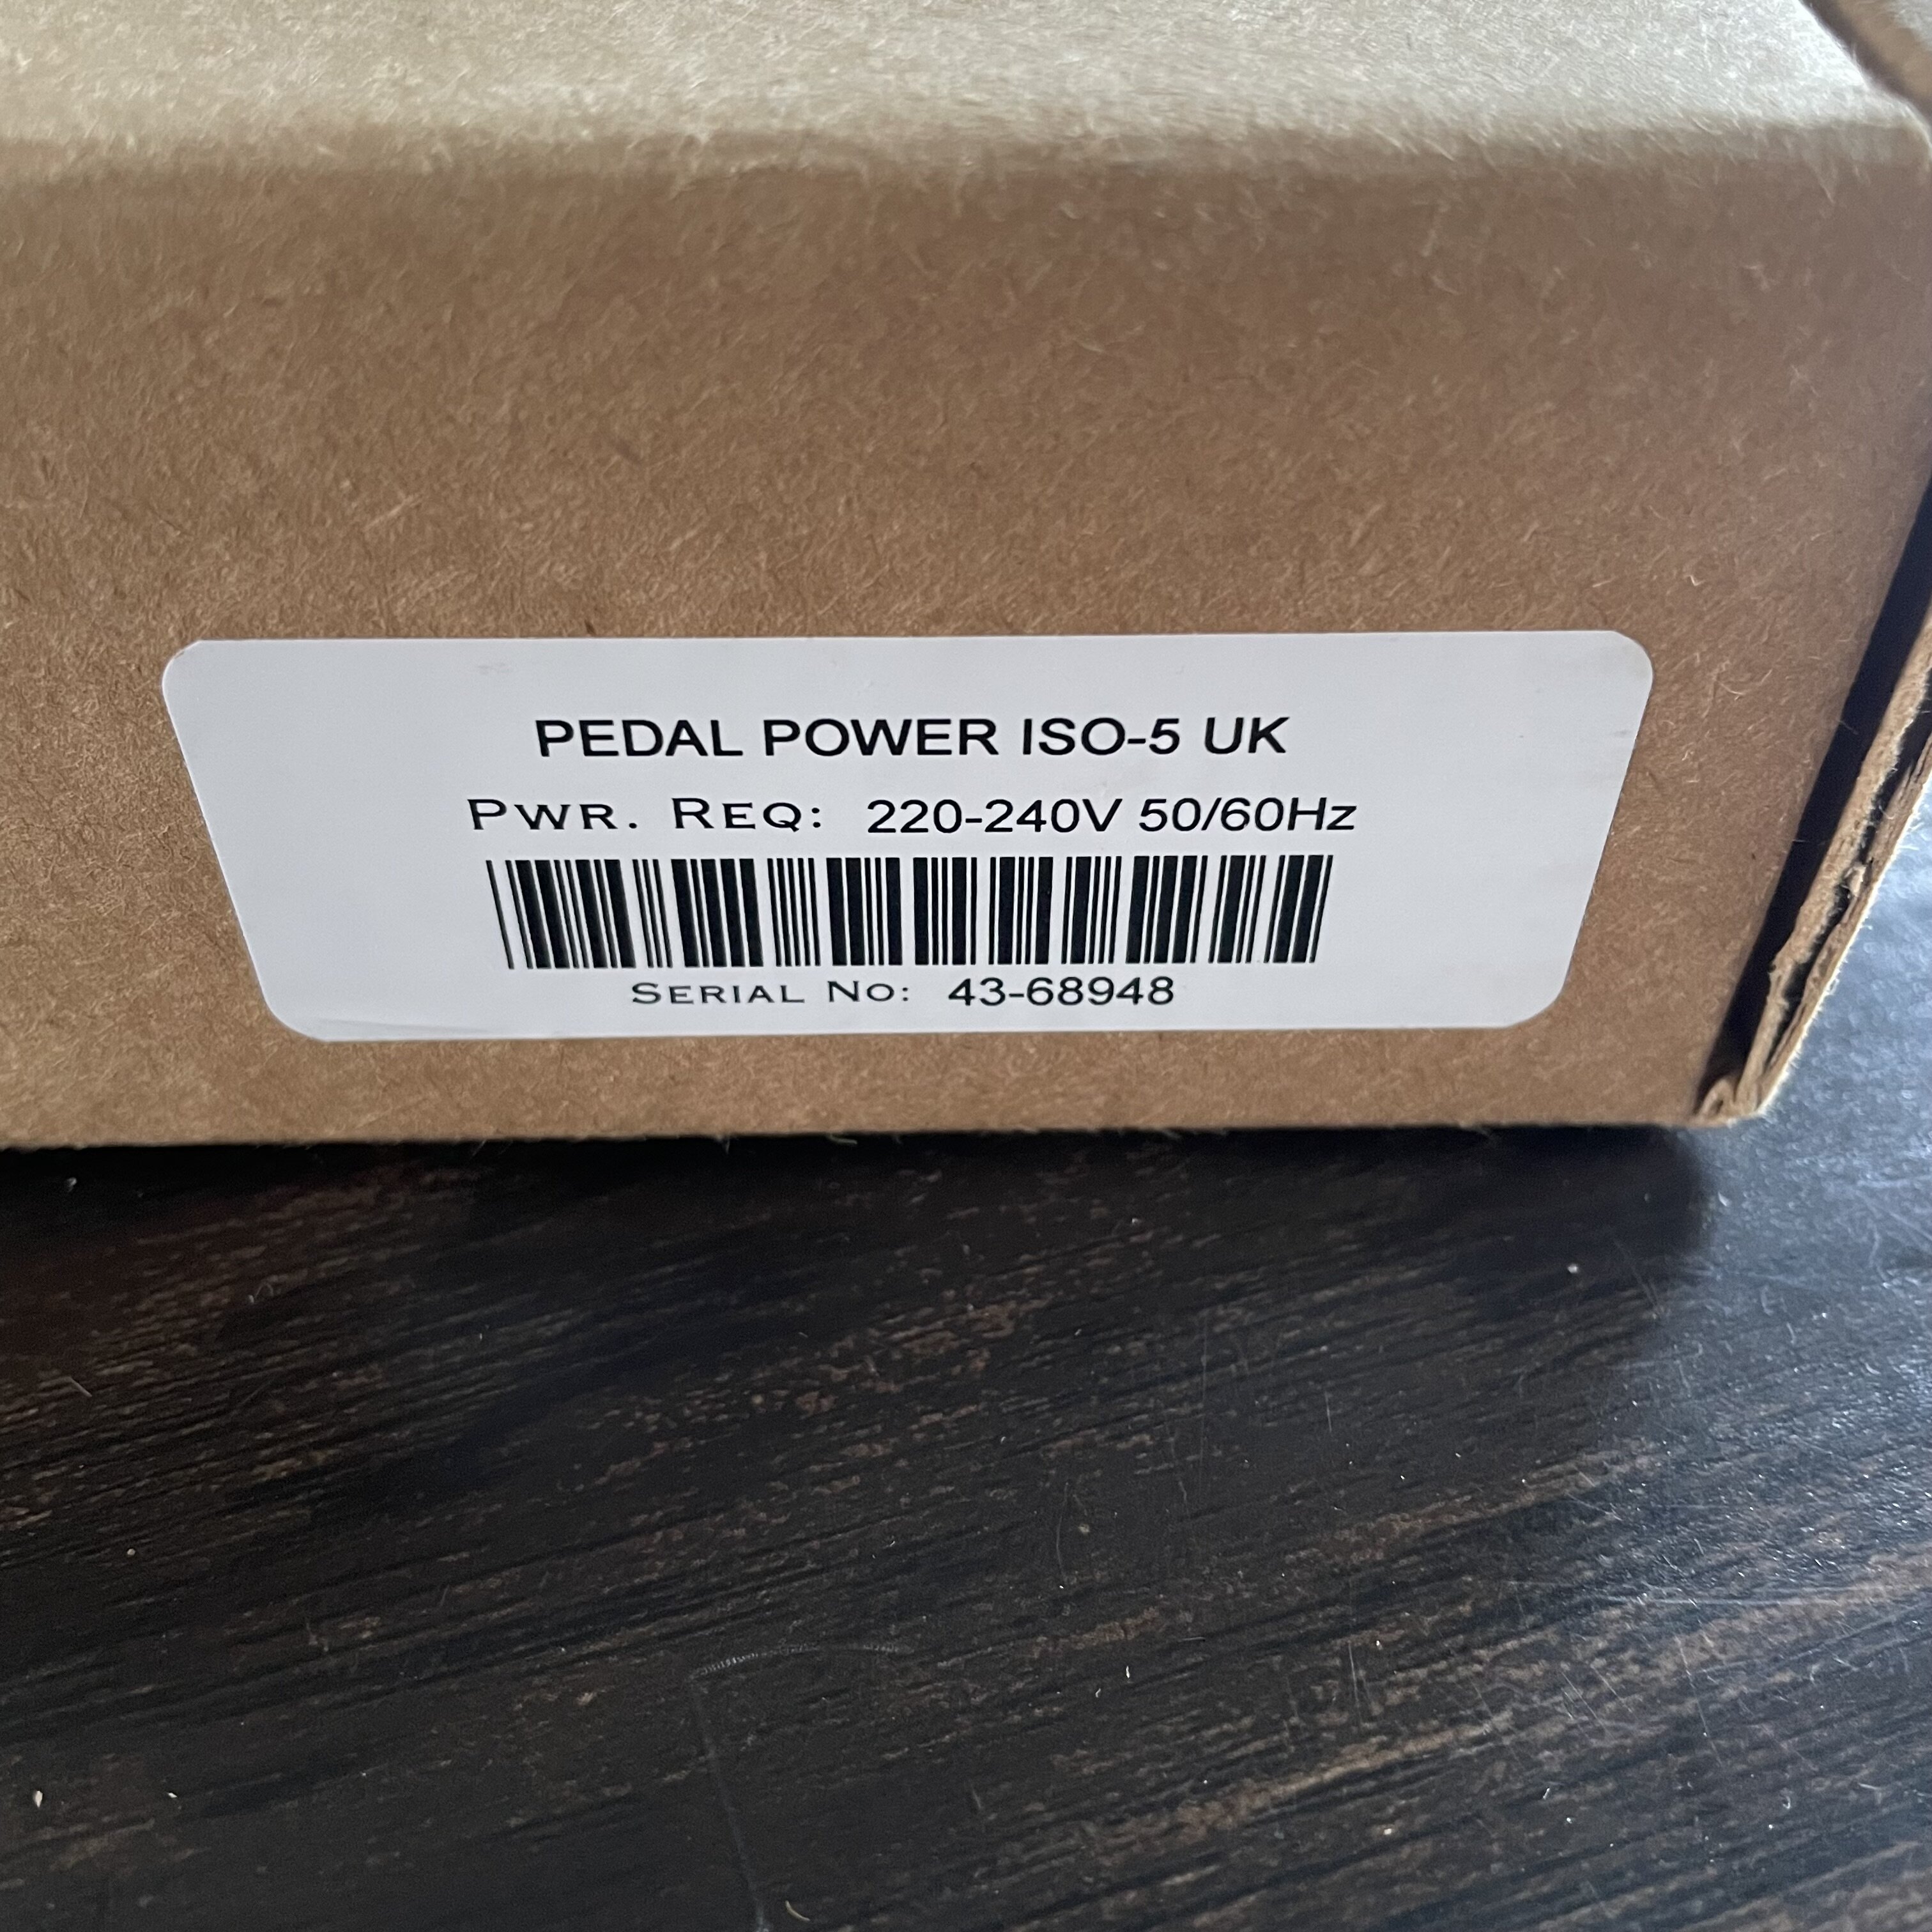 PEDAL POWER ISO-5 UK
PWR. REQ: 220-240V 50/60Hz
SERIAL NO: 43-68948